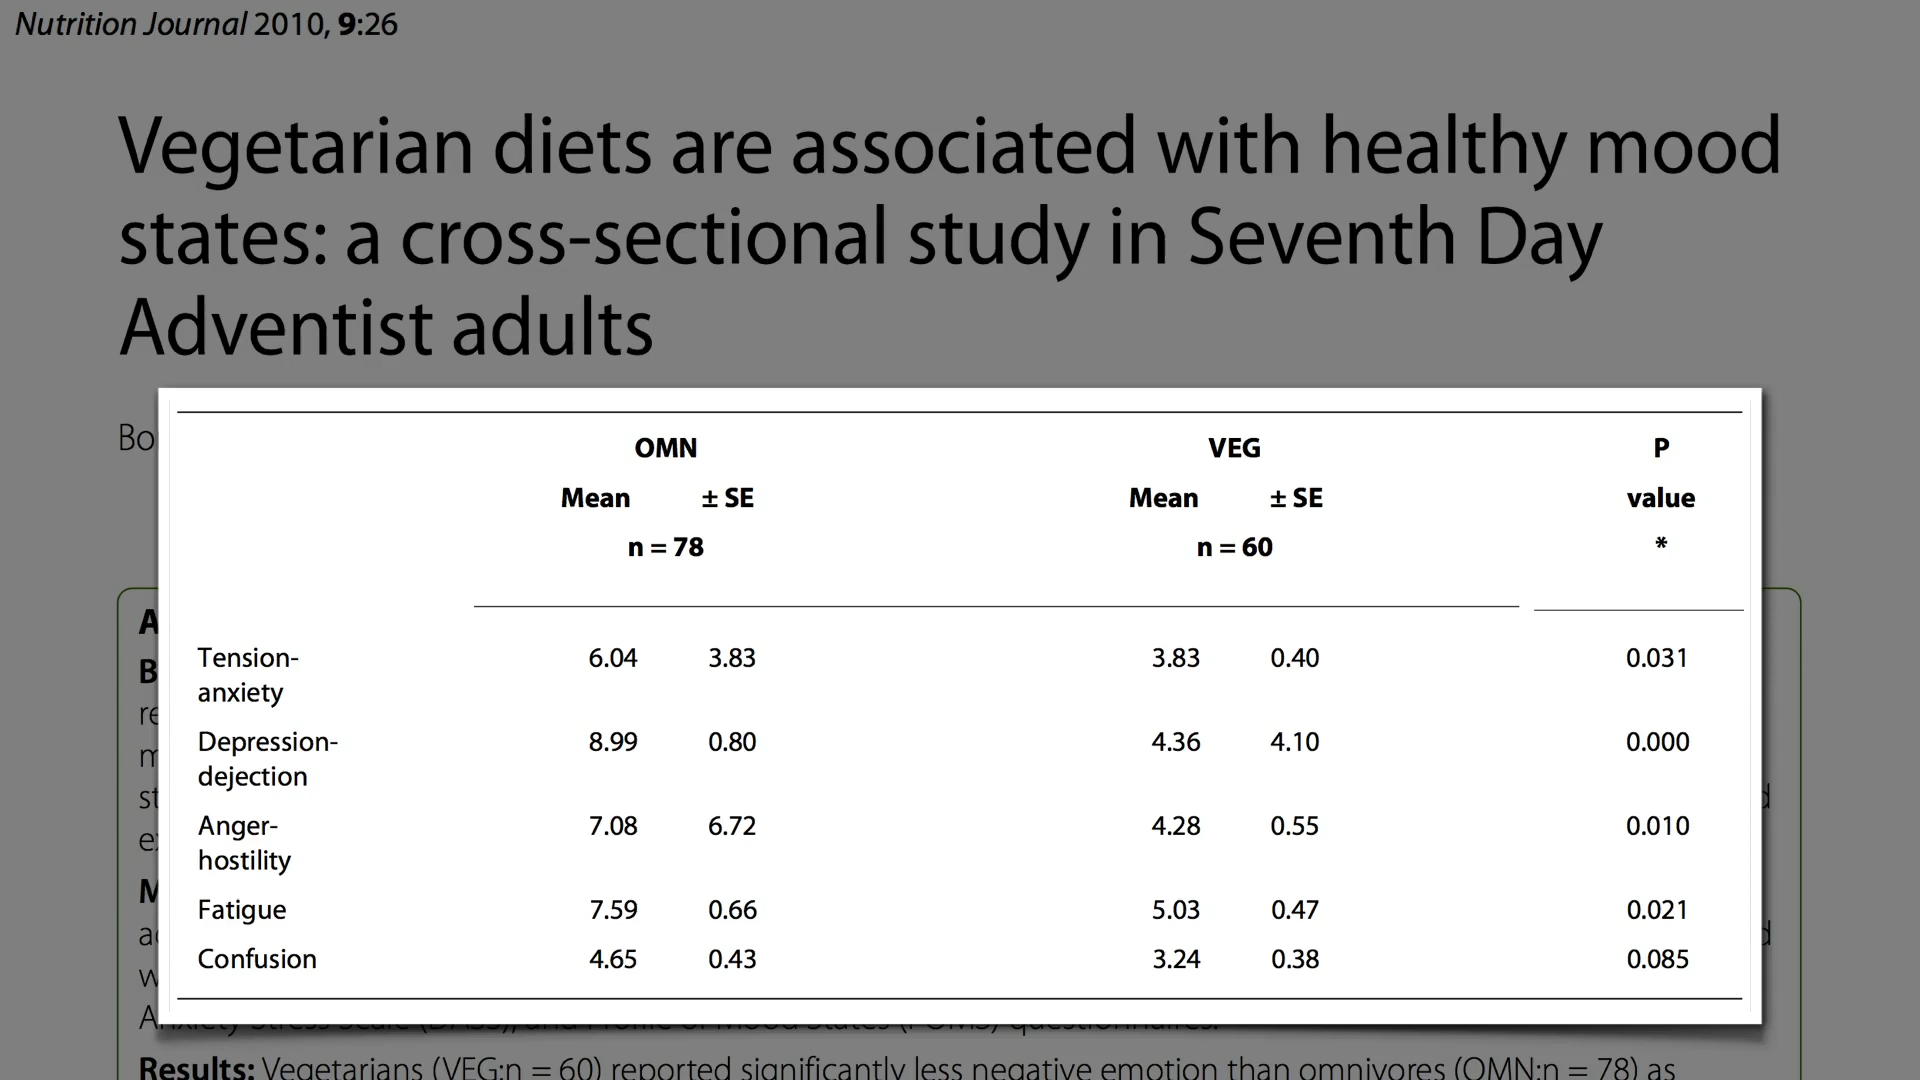 Nutrition Journal 2010, 9:26
Vegetarian diets are associated with healthy mood
states: a cross-sectional study in Seventh Day
Adventist adults
Bo
OMN VEG P
Mean ± SE Mean ± SE value
n = 78 n = 60 *
Tension- 6.04 3.83 3.83 0.40 0.031
anxiety
Depression- 8.99 0.80 4.36 4.10 0.000
dejection
Anger- 7.08 6.72 4.28 0.55 0.010
hostility
Fatigue 7.59 0.66 5.03 0.47 0.021
Confusion 4.65 0.43 3.24 0.38 0.085
Results: Vegetarians (VEG:n = 60) reported significantly less negative emotion than omnivores (OMN:n = 78) as